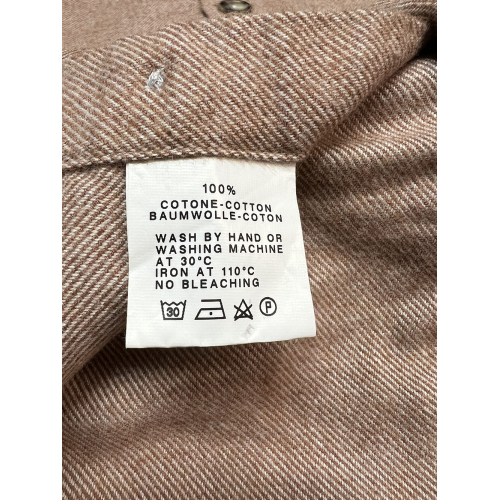 100%
COTONE-COTTON
BAUMWOLLE-COTON
WASH BY HAND OR
WASHING MACHINE
AT 30°C
IRON AT 110°C
NO BLEACHING
30 P